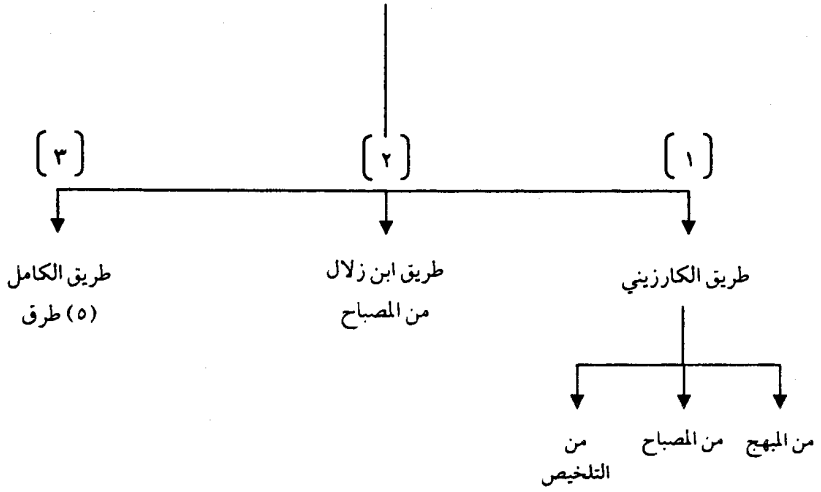 [ ١ ]
[ ٢ ]
[ ٣ ]
طريق الكارزيني
طريق ابن زلال
من المصباح
طريق الكامل
(٥) طرق
من المبهج
من المصباح
من
التلخيص